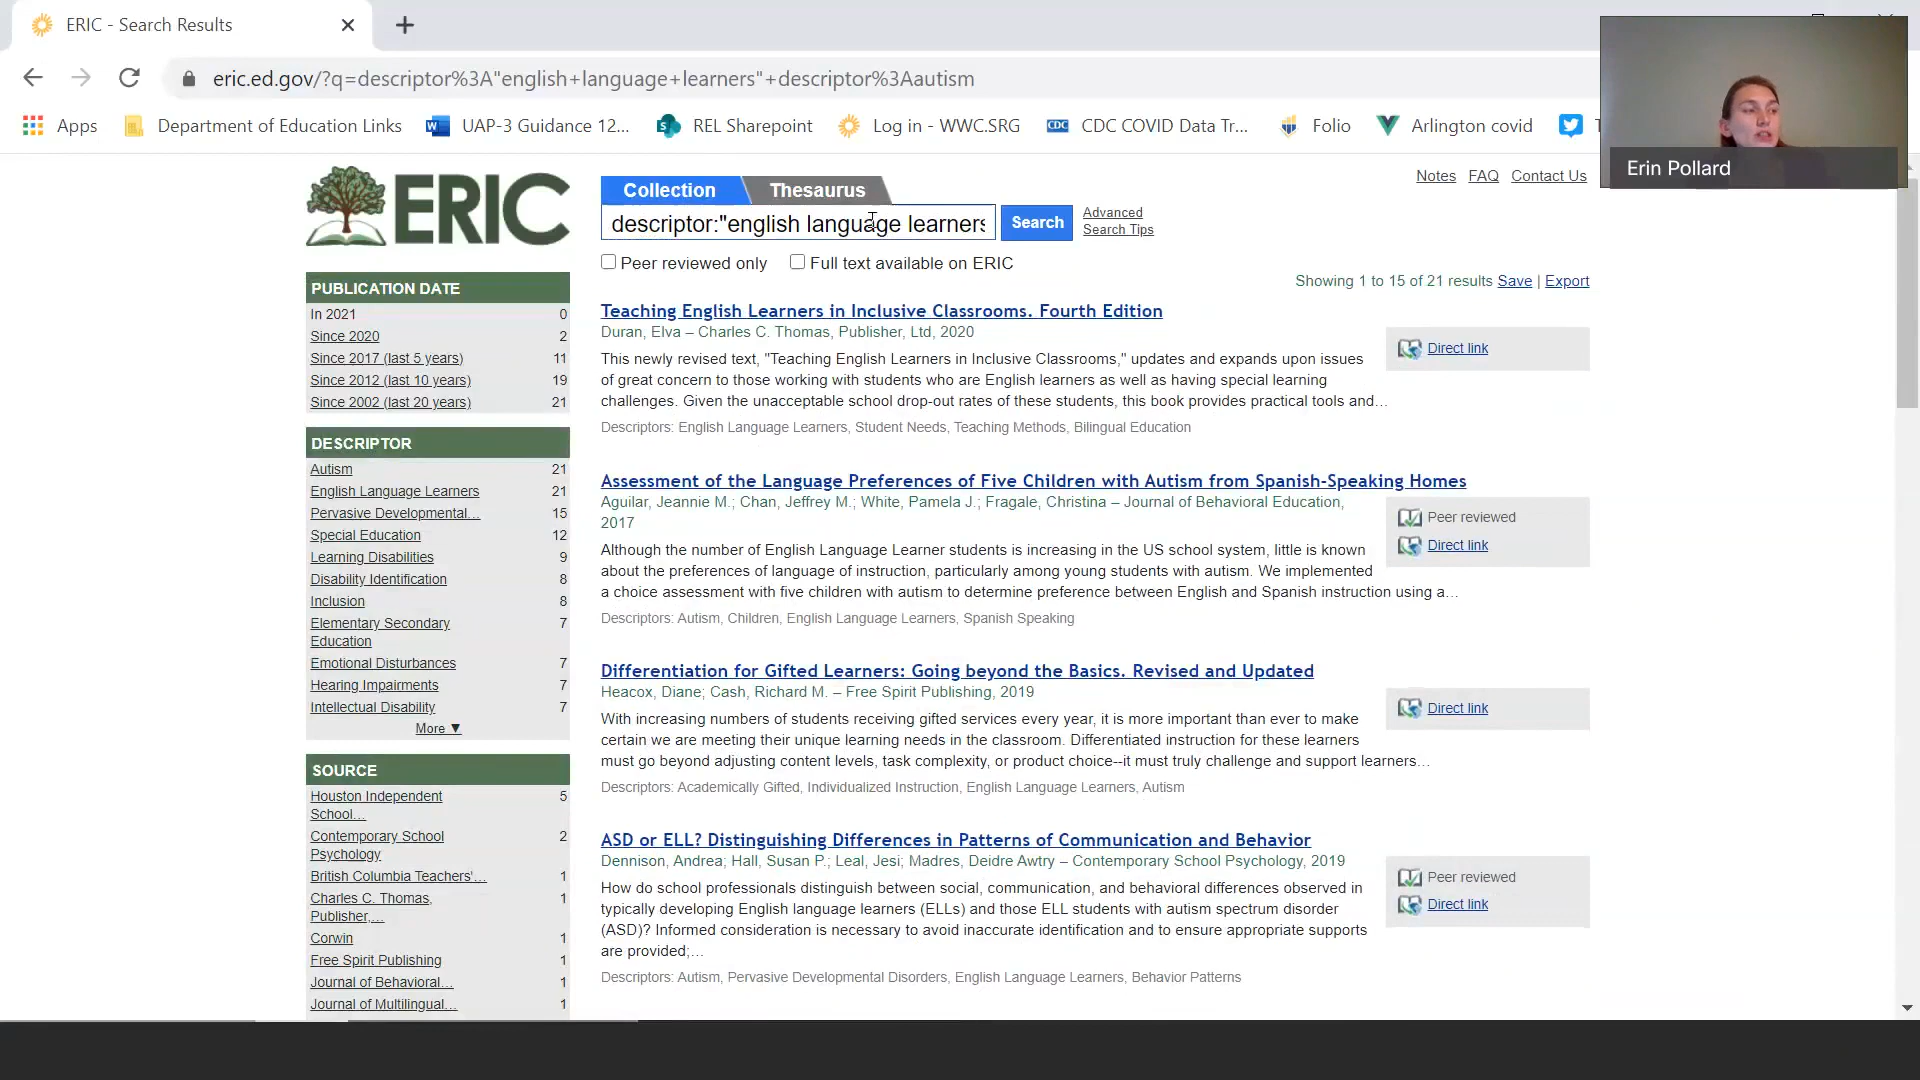 ERIC - Search Results
eric.ed.gov/?q=descriptor%3A"english+language+learners"+descriptor%3Aautism
Apps
Department of Education Links
UAP-3 Guidance 12...
REL Sharepoint
Log in - WWC.SRG
CDC COVID Data Tr...
Folio
Arlington covid
Erin Pollard
ERIC
Collection
Thesaurus
Notes
FAQ
Contact Us
descriptor:"english language learners
Search
Advanced
Search Tips
Peer reviewed only
Full text available on ERIC
Showing 1 to 15 of 21 results Save | Export
PUBLICATION DATE
In 2021 0
Since 2020 2
Since 2017 (last 5 years) 11
Since 2012 (last 10 years) 19
Since 2002 (last 20 years) 21
DESCRIPTOR
Autism 21
English Language Learners 21
Pervasive Developmental... 15
Special Education 12
Learning Disabilities 9
Disability Identification 8
Inclusion 8
Elementary Secondary 7
Education
Emotional Disturbances 7
Hearing Impairments 7
Intellectual Disability 7
More ▼
SOURCE
Houston Independent 5
School...
Contemporary School 2
Psychology
British Columbia Teachers'... 1
Charles C. Thomas, 1
Publisher,...
Corwin 1
Free Spirit Publishing 1
Journal of Behavioral... 1
Journal of Multilingual... 1
Teaching English Learners in Inclusive Classrooms. Fourth Edition
Duran, Elva – Charles C. Thomas, Publisher, Ltd, 2020
Direct link
This newly revised text, "Teaching English Learners in Inclusive Classrooms," updates and expands upon issues
of great concern to those working with students who are English learners as well as having special learning
challenges. Given the unacceptable school drop-out rates of these students, this book provides practical tools and…
Descriptors: English Language Learners, Student Needs, Teaching Methods, Bilingual Education
Assessment of the Language Preferences of Five Children with Autism from Spanish-Speaking Homes
Aguilar, Jeannie M.; Chan, Jeffrey M.; White, Pamela J.; Fragale, Christina – Journal of Behavioral Education,
2017
Peer reviewed
Direct link
Although the number of English Language Learner students is increasing in the US school system, little is known
about the preferences of language of instruction, particularly among young students with autism. We implemented
a choice assessment with five children with autism to determine preference between English and Spanish instruction using a…
Descriptors: Autism, Children, English Language Learners, Spanish Speaking
Differentiation for Gifted Learners: Going beyond the Basics. Revised and Updated
Heacox, Diane; Cash, Richard M. – Free Spirit Publishing, 2019
Direct link
With increasing numbers of students receiving gifted services every year, it is more important than ever to make
certain we are meeting their unique learning needs in the classroom. Differentiated instruction for these learners
must go beyond adjusting content levels, task complexity, or product choice--it must truly challenge and support learners…
Descriptors: Academically Gifted, Individualized Instruction, English Language Learners, Autism
ASD or ELL? Distinguishing Differences in Patterns of Communication and Behavior
Dennison, Andrea; Hall, Susan P.; Leal, Jesi; Madres, Deidre Awtry – Contemporary School Psychology, 2019
Peer reviewed
Direct link
How do school professionals distinguish between social, communication, and behavioral differences observed in
typically developing English language learners (ELLs) and those ELL students with autism spectrum disorder
(ASD)? Informed consideration is necessary to avoid inaccurate identification and to ensure appropriate supports
are provided;…
Descriptors: Autism, Pervasive Developmental Disorders, English Language Learners, Behavior Patterns